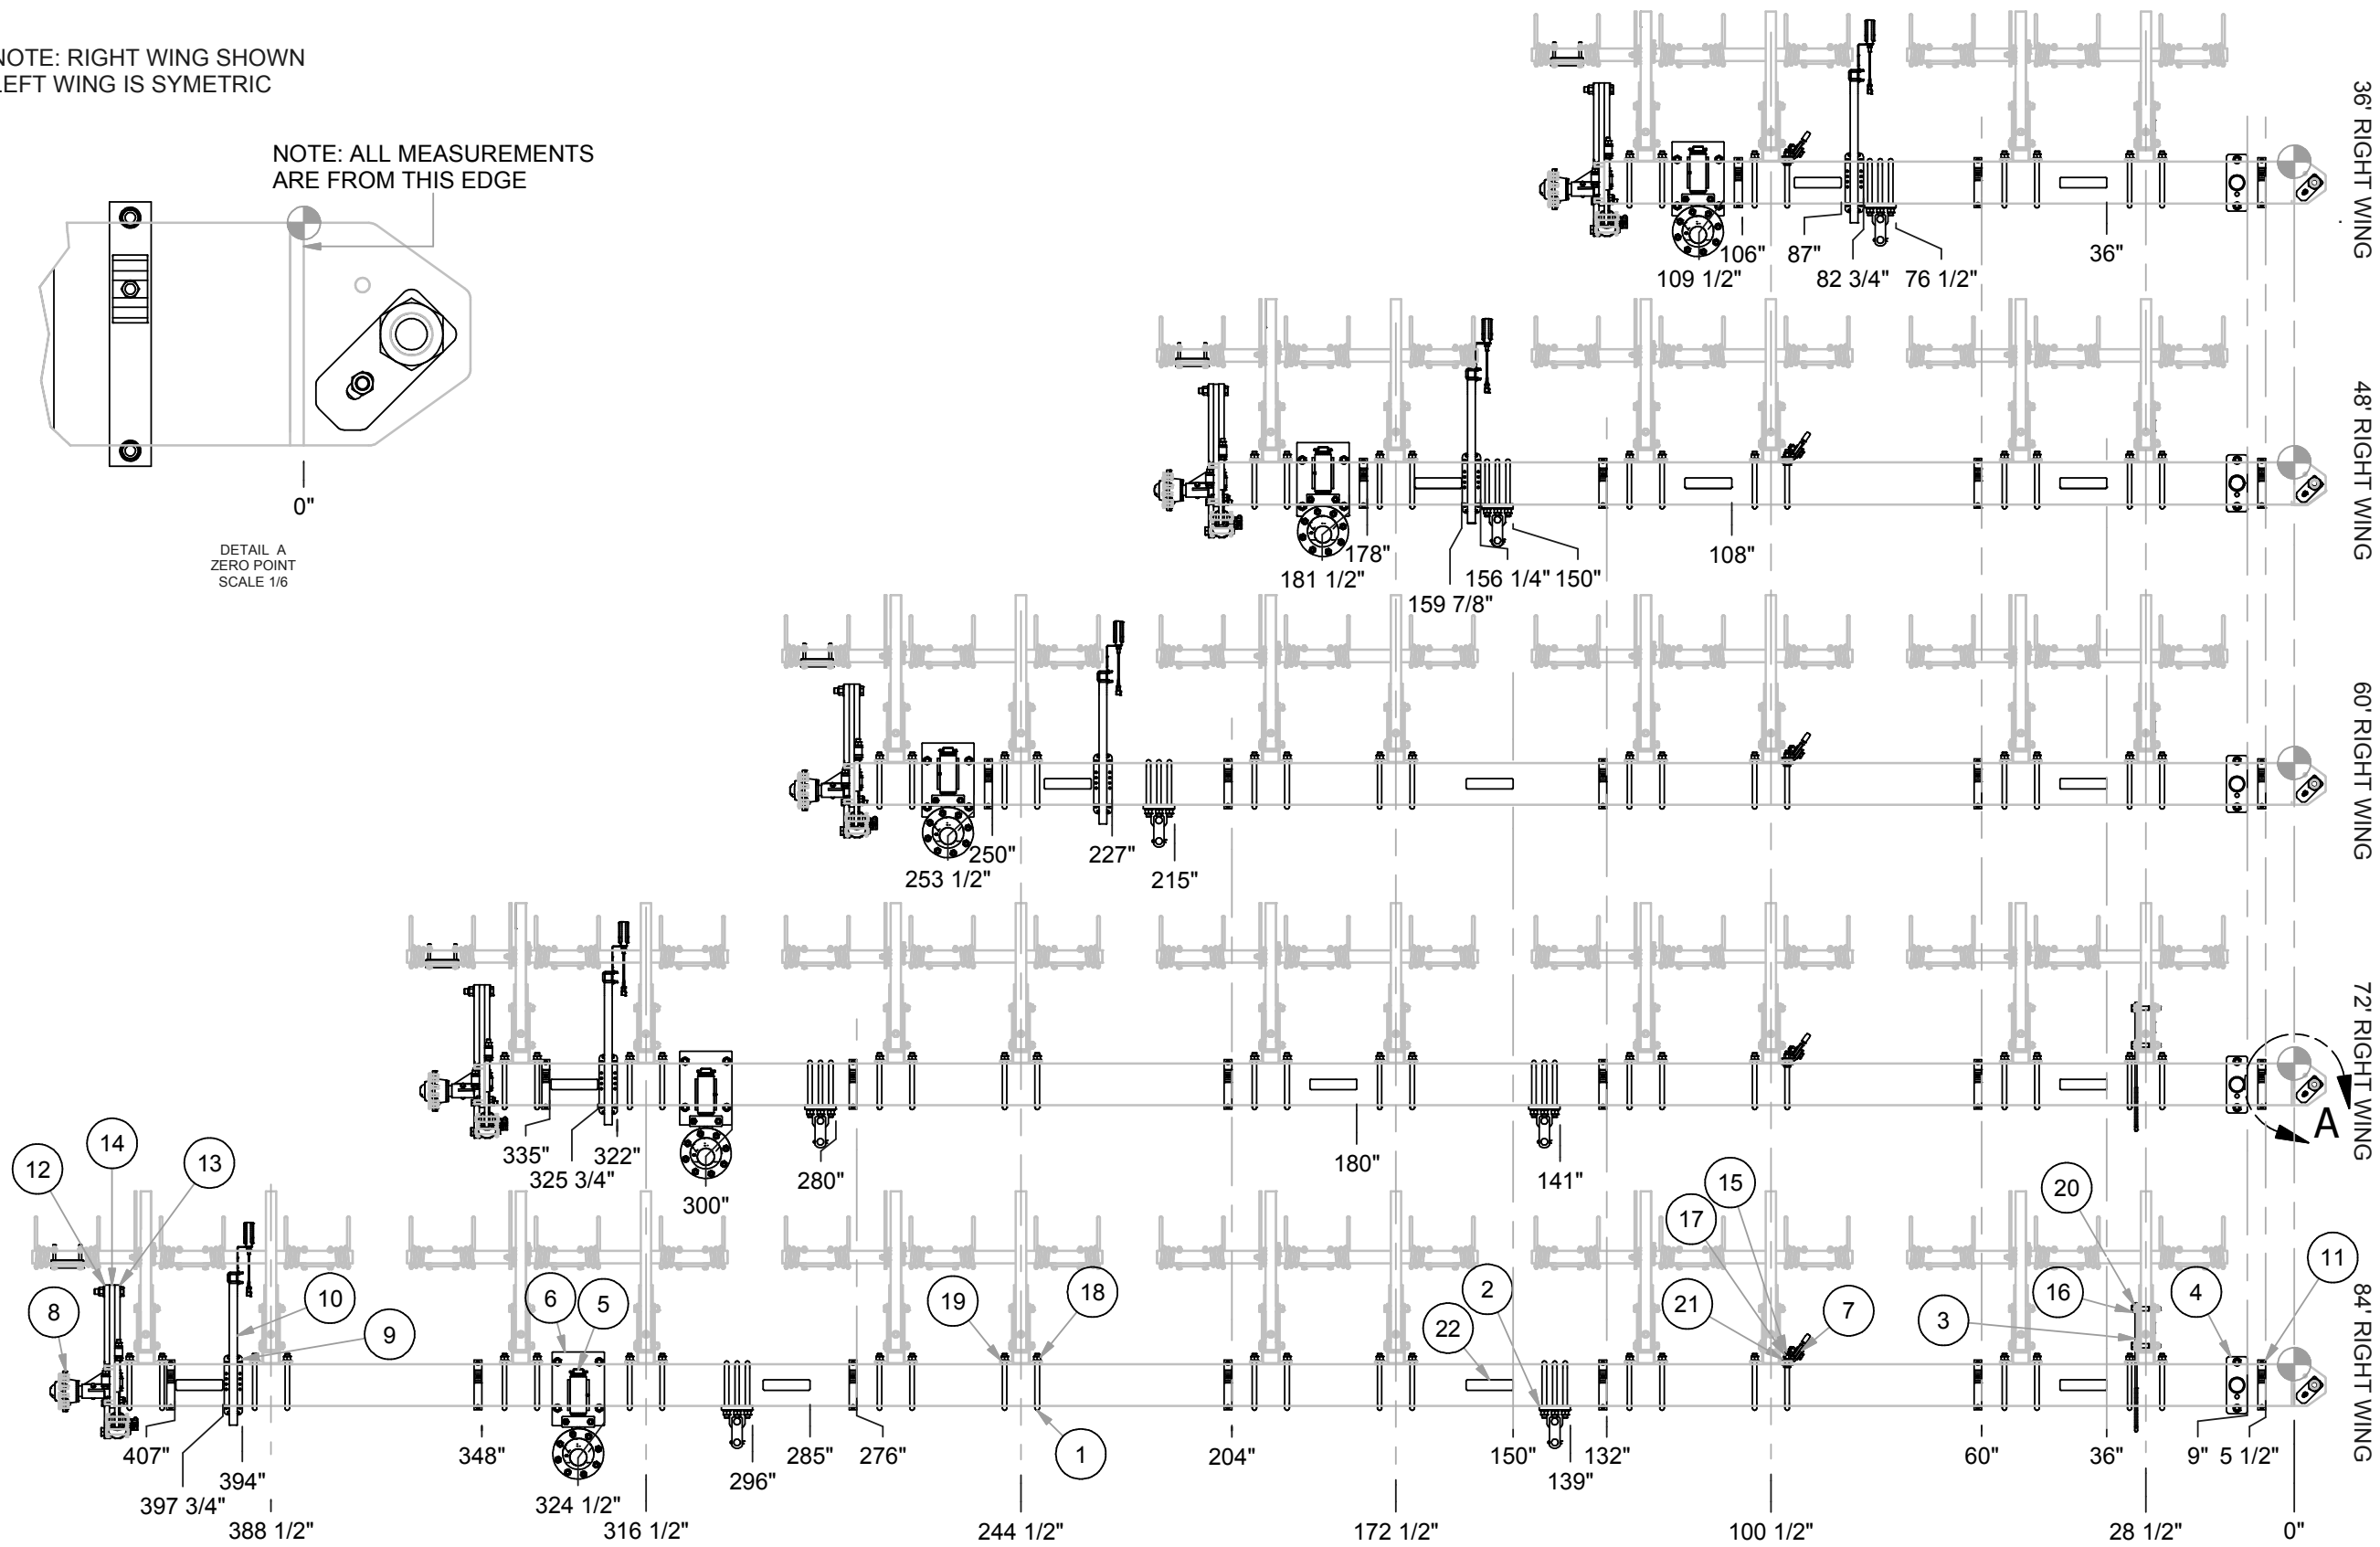 NOTE: RIGHT WING SHOWN
LEFT WING IS SYMETRIC
NOTE: ALL MEASUREMENTS
ARE FROM THIS EDGE
0"
DETAIL A
ZERO POINT
SCALE 1/6
36' RIGHT WING
106" 87" 36"
109 1/2" 82 3/4" 76 1/2"
48' RIGHT WING
178" 108"
181 1/2" 156 1/4" 150"
159 7/8"
60' RIGHT WING
250" 227"
253 1/2" 215"
72' RIGHT WING
A
335" 322" 180"
325 3/4" 280" 141"
300"
84' RIGHT WING
12 14 13
8 10 9
6 5
19 18
2 22
15 17
21 7
20 16 3
4 11
1
407" 348" 285" 276" 204" 150" 132" 60" 36" 9" 5 1/2"
394" 296" 139"
397 3/4" 324 1/2"
388 1/2" 316 1/2" 244 1/2" 172 1/2" 100 1/2" 28 1/2" 0"